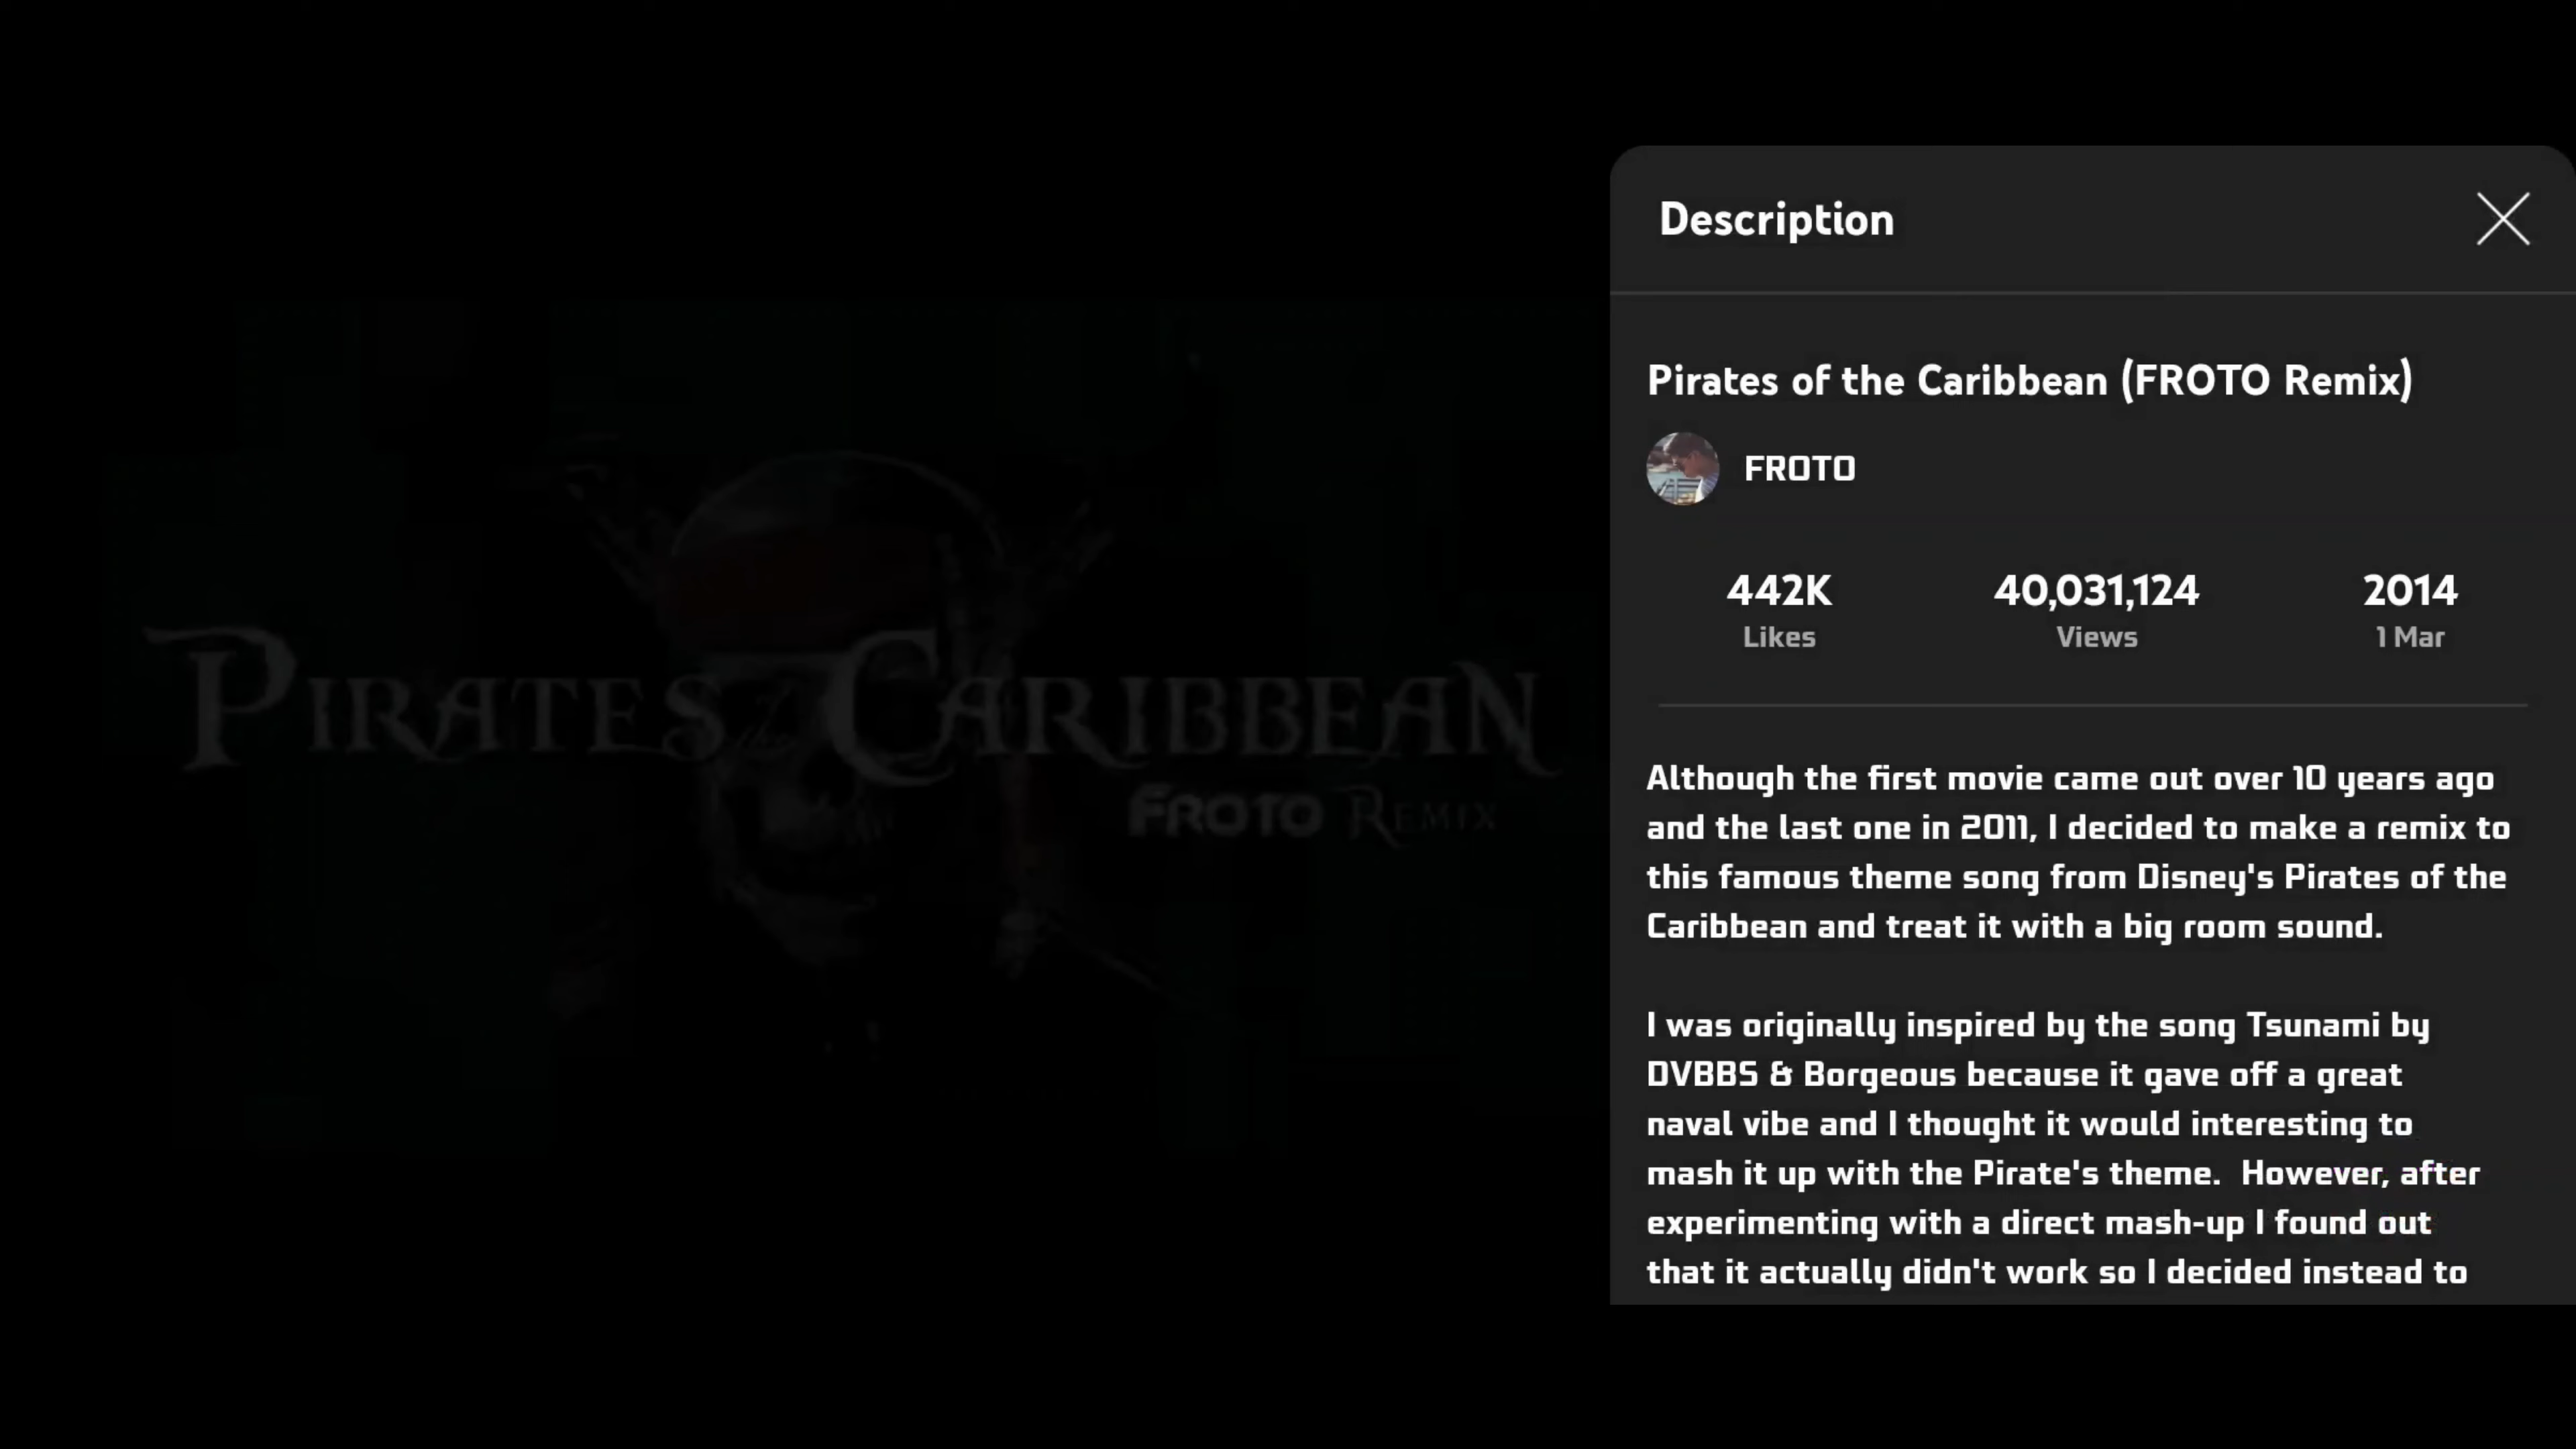 PIRATES of the CARIBBEAN
FROTO REMIX
Description
Pirates of the Caribbean (FROTO Remix)
FROTO
442K
Likes
40,031,124
Views
2014
1 Mar
Although the first movie came out over 10 years ago
and the last one in 2011, I decided to make a remix to
this famous theme song from Disney's Pirates of the
Caribbean and treat it with a big room sound.
I was originally inspired by the song Tsunami by
DVBBS & Borgeous because it gave off a great
naval vibe and I thought it would interesting to
mash it up with the Pirate's theme.  However, after
experimenting with a direct mash-up I found out
that it actually didn't work so I decided instead to